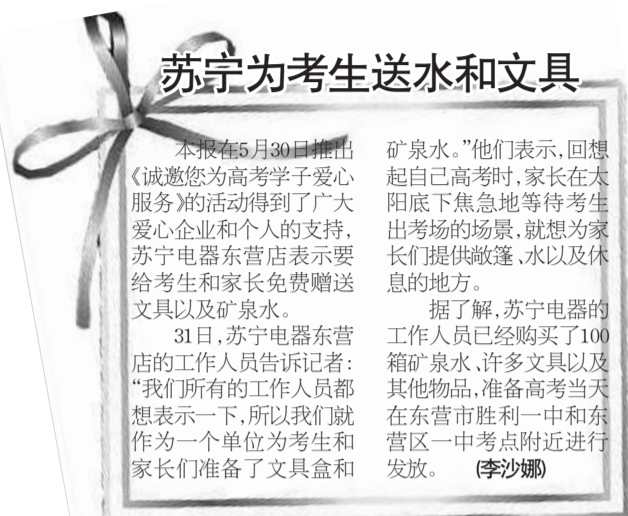 苏宁为考生送水和文具
本报在5月30日推出
《诚邀您为高考学子爱心
服务》的活动得到了广大
爱心企业和个人的支持,
苏宁电器东营店表示要
给考生和家长免费赠送
文具以及矿泉水。
31日,苏宁电器东营
店的工作人员告诉记者:
“我们所有的工作人员都
想表示一下,所以我们就
作为一个单位为考生和
家长们准备了文具盒和
矿泉水。”他们表示,回想
起自己高考时,家长在太
阳底下焦急地等待考生
出考场的场景,就想为家
长们提供敞篷、水以及休
息的地方。
据了解,苏宁电器的
工作人员已经购买了100
箱矿泉水、许多文具以及
其他物品,准备高考当天
在东营市胜利一中和东
营区一中考点附近进行
发放。 (李沙娜)